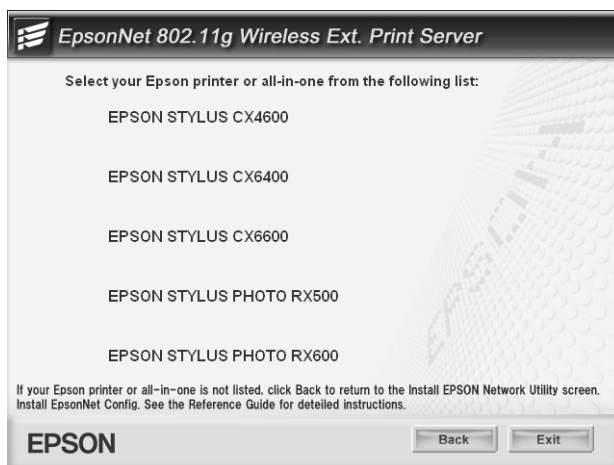 EpsonNet 802.11g Wireless Ext. Print Server
Select your Epson printer or all-in-one from the following list:
EPSON STYLUS CX4600
EPSON STYLUS CX6400
EPSON STYLUS CX6600
EPSON STYLUS PHOTO RX500
EPSON STYLUS PHOTO RX600
EPSON
If your Epson printer or all-in-one is not listed, click Back to return to the Install EPSON Network Utility screen.
Install EpsonNet Config. See the Reference Guide for deteiled instructions.
EPSON
Back
Exit